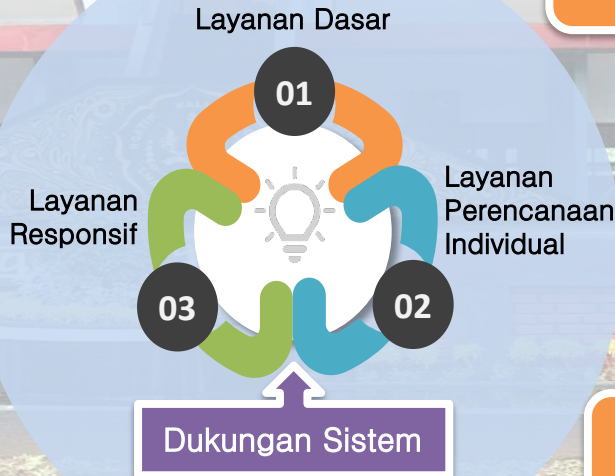 Layanan Dasar
01
Layanan
Responsif
Layanan
Perencanaan
Individual
03
02
Dukungan Sistem